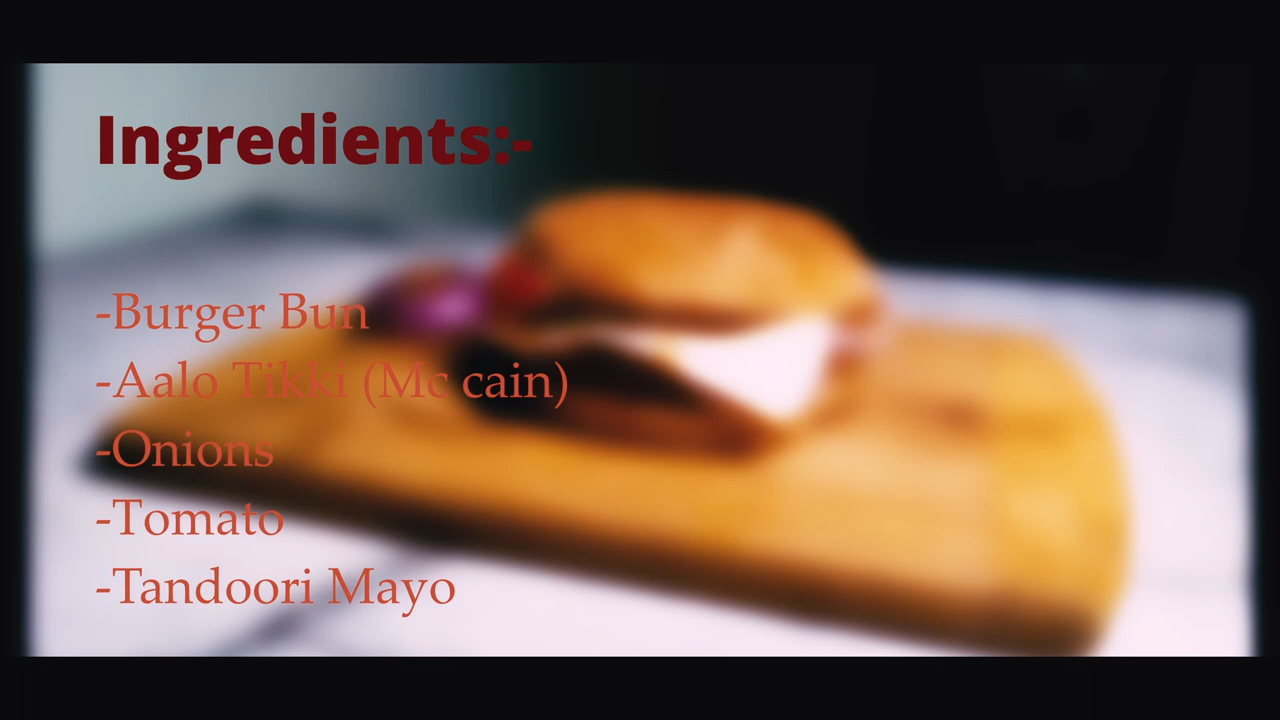 Ingredients:-
-Burger Bun
-Aalo Tikki (Mc cain)
-Onions
-Tomato
-Tandoori Mayo